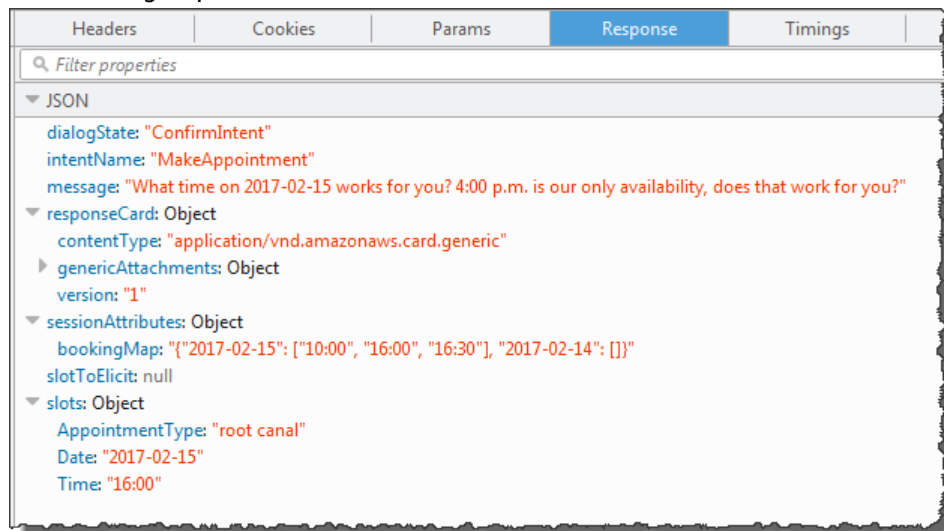 Headers Cookies Params Response Timings
Filter properties
JSON
dialogState: "ConfirmIntent"
intentName: "MakeAppointment"
message: "What time on 2017-02-15 works for you? 4:00 p.m. is our only availability, does that work for you?"
responseCard: Object
contentType: "application/vnd.amazonaws.card.generic"
genericAttachments: Object
version: "1"
sessionAttributes: Object
bookingMap: "{"2017-02-15": ["10:00", "16:00", "16:30"], "2017-02-14": []}"
slotToElicit: null
slots: Object
AppointmentType: "root canal"
Date: "2017-02-15"
Time: "16:00"